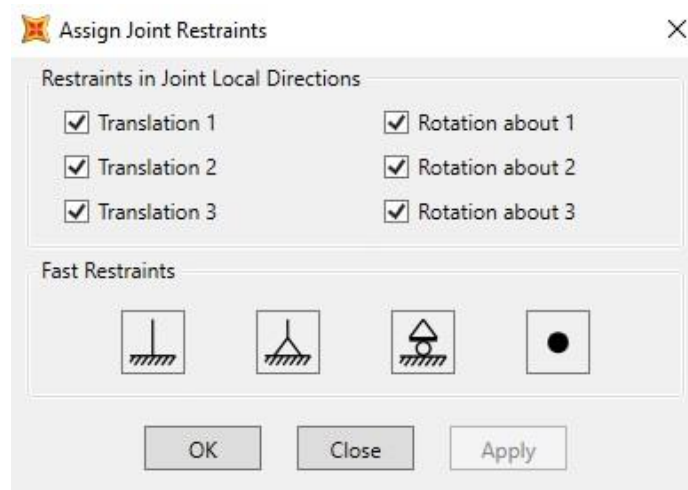 Assign Joint Restraints
Restraints in Joint Local Directions
Translation 1
Rotation about 1
Translation 2
Rotation about 2
Translation 3
Rotation about 3
Fast Restraints
OK
Close
Apply